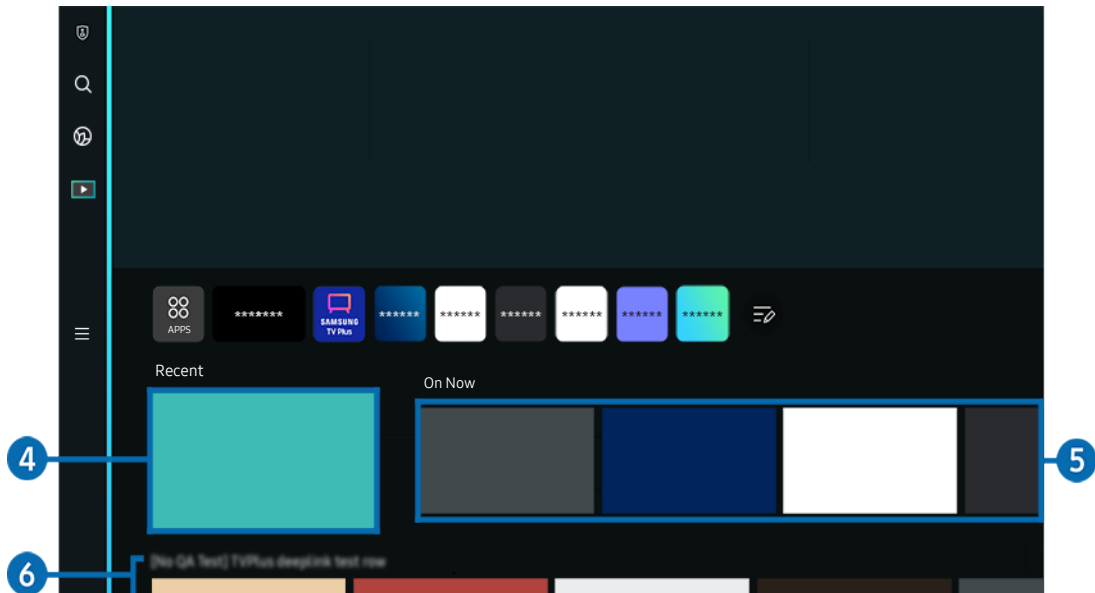 APPS
*******
SAMSUNG
TV Plus
******
******
******
******
******
******
Recent
On Now
4
5
[No QA Test] TVPlus deeplink test row
6